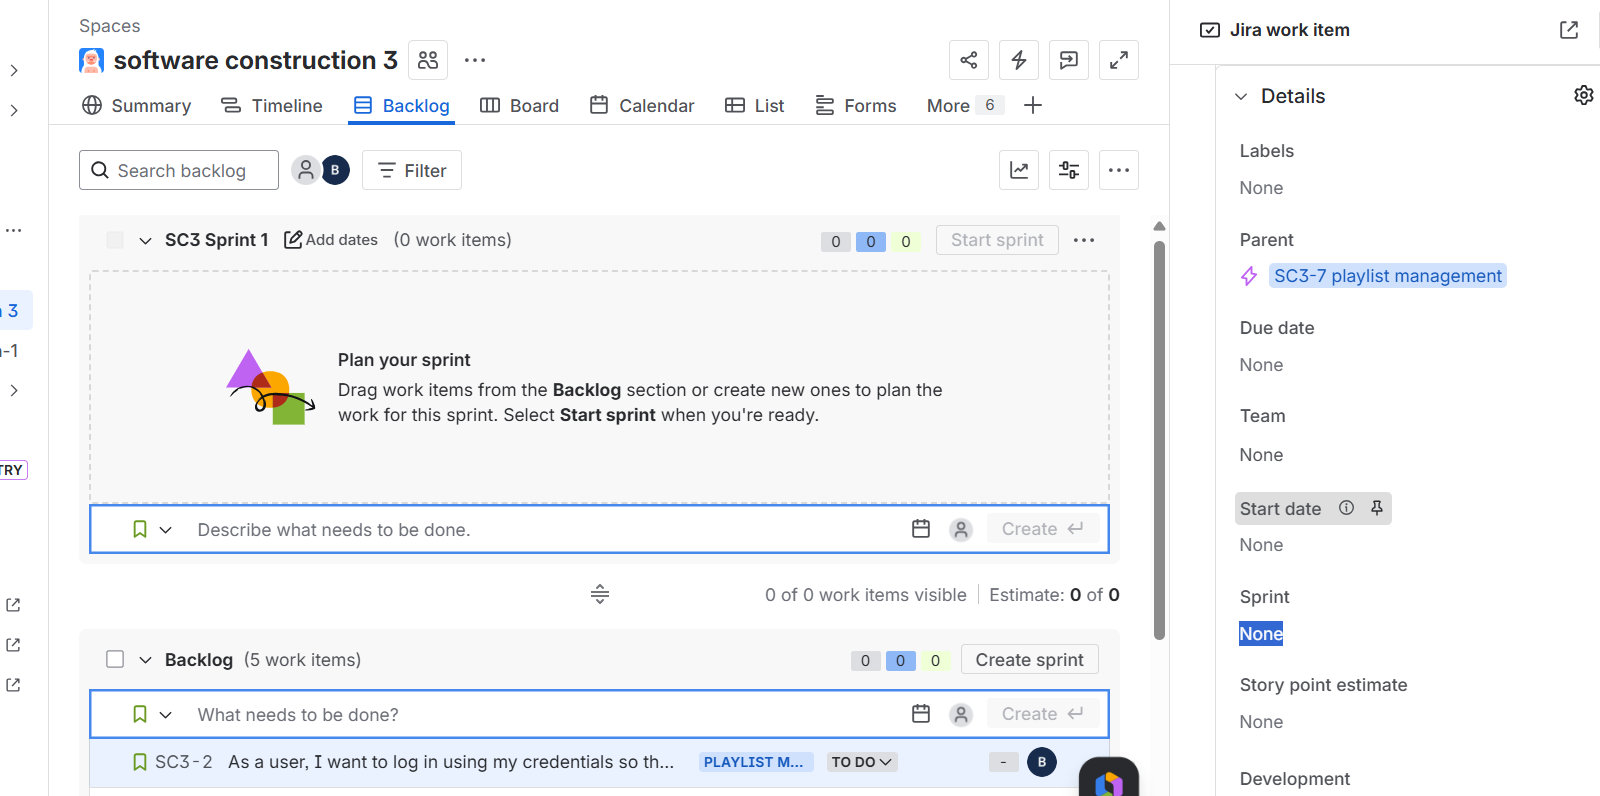 Spaces
software construction 3
Summary
Timeline
Backlog
Board
Calendar
List
Forms
More 6
Search backlog
B
Filter
3
-1
TRY
SC3 Sprint 1 Add dates (0 work items) 0 0 0 Start sprint
Plan your sprint
Drag work items from the Backlog section or create new ones to plan the
work for this sprint. Select Start sprint when you're ready.
Describe what needs to be done. Create
0 of 0 work items visible Estimate: 0 of 0
Backlog (5 work items) 0 0 0 Create sprint
What needs to be done? Create
SC3-2 As a user, I want to log in using my credentials so th... PLAYLIST M... TO DO - B
Jira work item
Details
Labels
None
Parent
SC3-7 playlist management
Due date
None
Team
None
Start date
None
Sprint
None
Story point estimate
None
Development